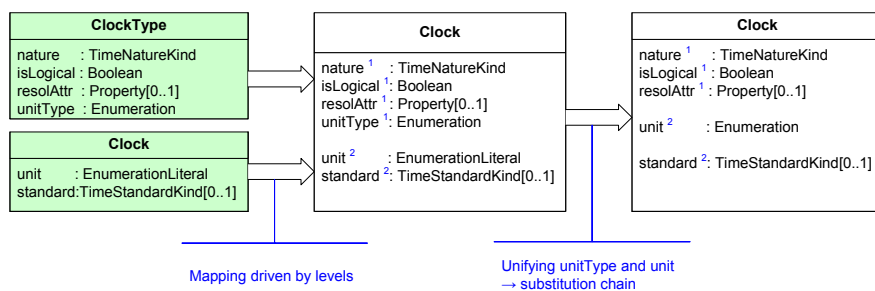 ClockType
nature : TimeNatureKind
isLogical : Boolean
resolAttr : Property[0..1]
unitType : Enumeration
Clock
unit : EnumerationLiteral
standard:TimeStandardKind[0..1]
Clock
nature 1 : TimeNatureKind
isLogical 1: Boolean
resolAttr 1: Property[0..1]
unitType 1: Enumeration
unit 2 : EnumerationLiteral
standard 2: TimeStandardKind[0..1]
Clock
nature 1 : TimeNatureKind
isLogical 1: Boolean
resolAttr 1: Property[0..1]
unit 2 : Enumeration
standard 2: TimeStandardKind[0..1]
Mapping driven by levels
Unifying unitType and unit
→ substitution chain